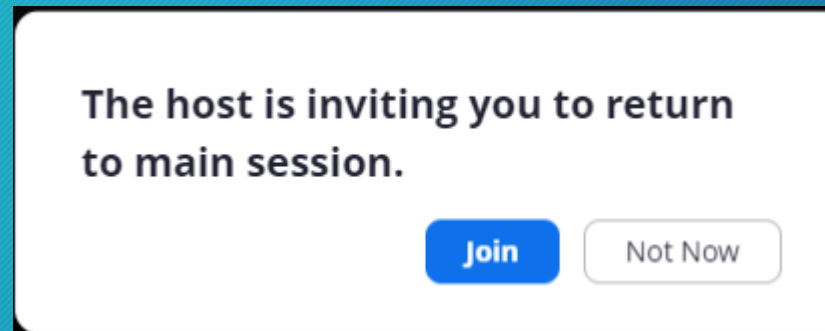 The host is inviting you to return
to main session.
Join
Not Now